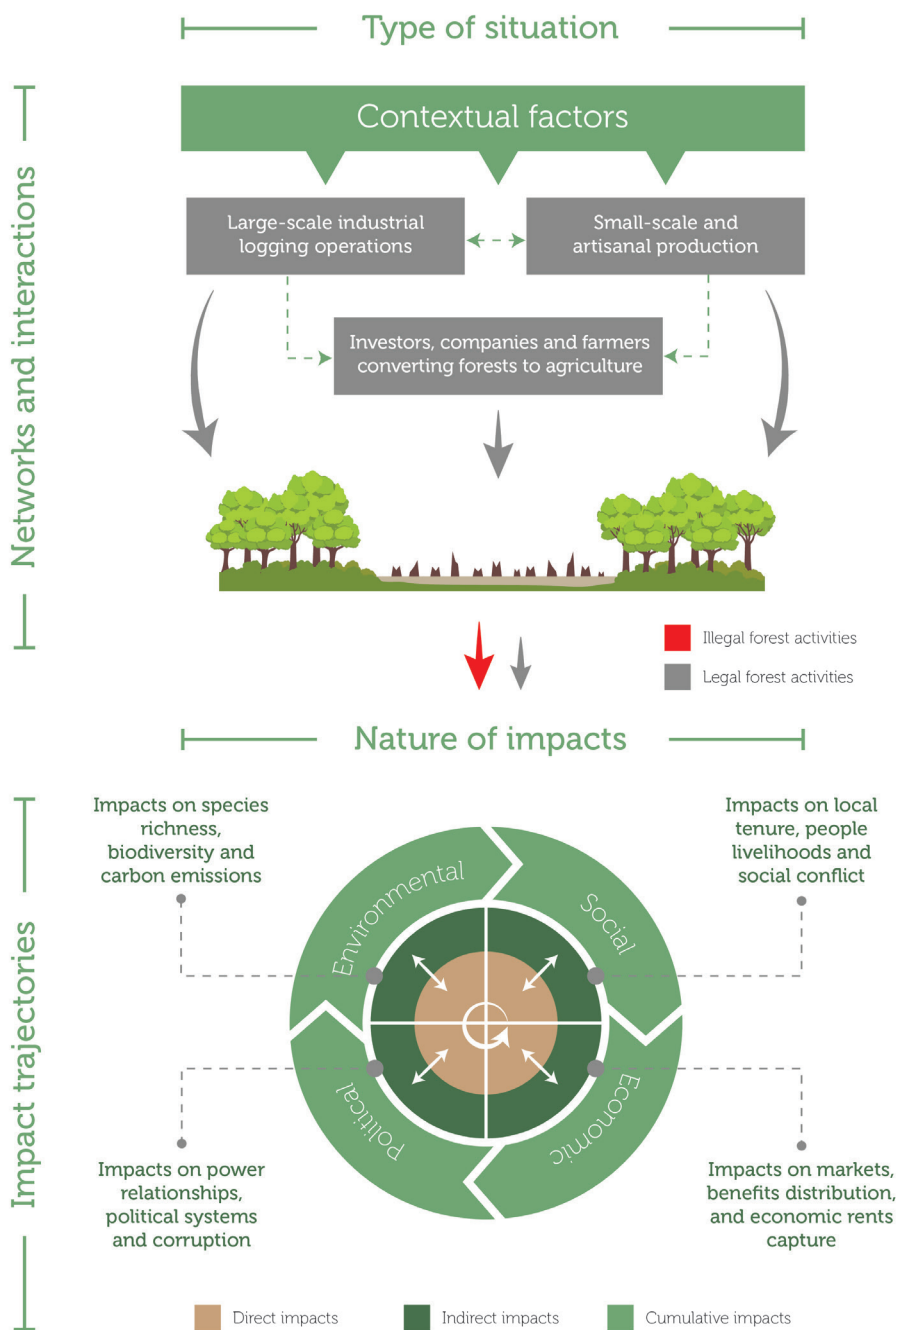 Type of situation
Networks and interactions
Contextual factors
Large-scale industrial
logging operations
Small-scale and
artisanal production
Investors, companies and farmers
converting forests to agriculture
Illegal forest activities
Legal forest activities
Nature of impacts
Impact trajectories
Impacts on species
richness,
biodiversity and
carbon emissions
Impacts on local
tenure, people
livelihoods and
social conflict
Environmental
Social
Political
Economic
Impacts on power
relationships,
political systems
and corruption
Impacts on markets,
benefits distribution,
and economic rents
capture
Direct impacts
Indirect impacts
Cumulative impacts